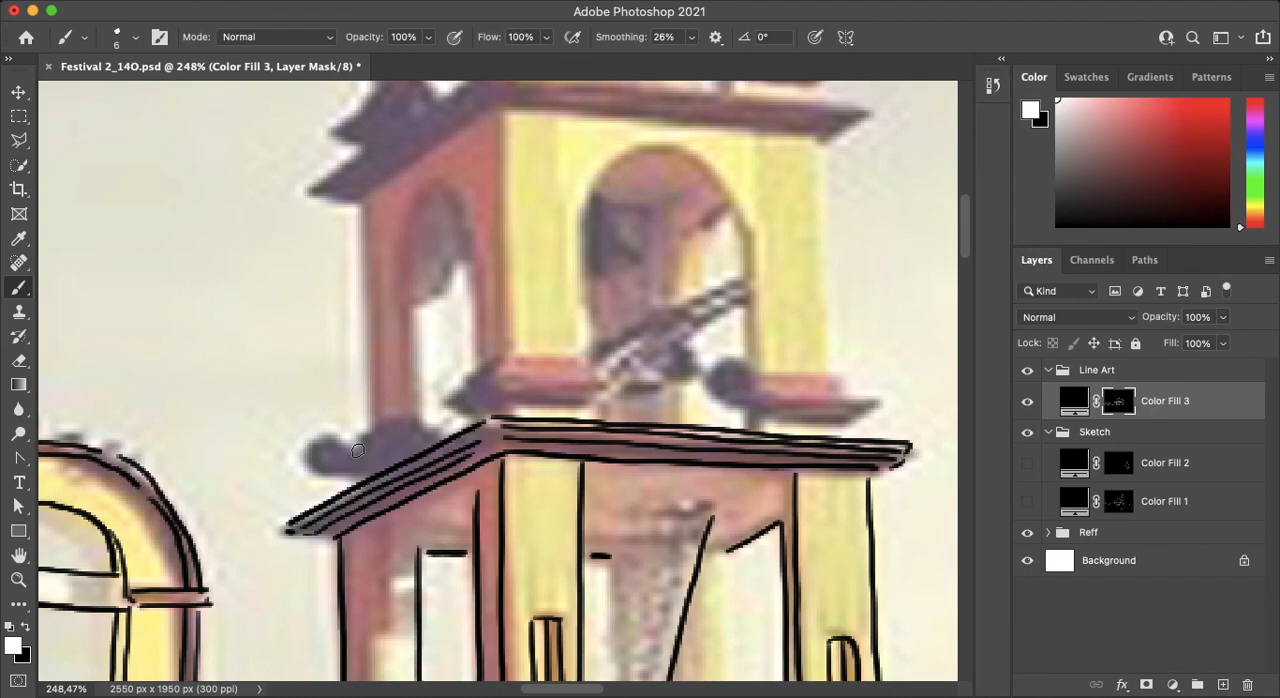 Adobe Photoshop 2021
6
Mode: Normal Opacity: 100% Flow: 100% Smoothing: 26% 0°
Festival 2_14O.psd @ 248% (Color Fill 3, Layer Mask/8) *
Color Swatches Gradients Patterns
Layers Channels Paths
Kind
Normal Opacity: 100%
Lock: Fill: 100%
Line Art
Color Fill 3
Sketch
Color Fill 2
Color Fill 1
Reff
Background
248,47% 2550 px x 1950 px (300 ppi)